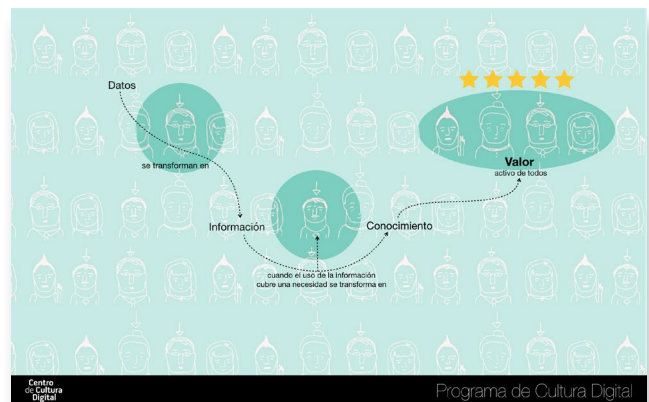 Datos
se transforman en
Información
cuando el uso de la información
cubre una necesidad se transforma en
Conocimiento
Valor
activo de todos
Centro
de Cultura
Digital
Programa de Cultura Digital